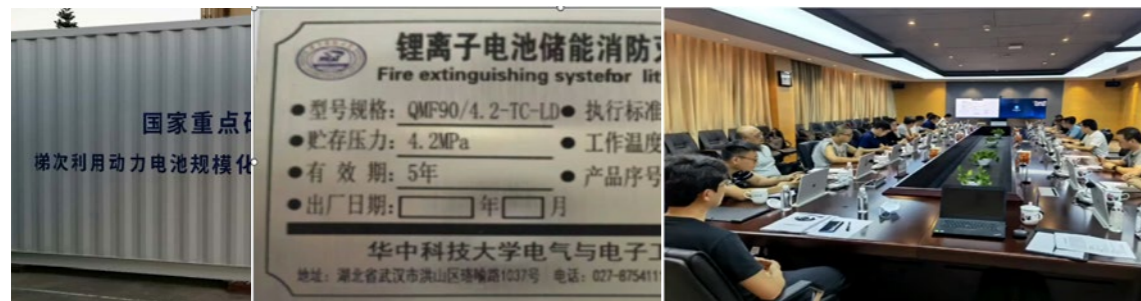 国家重点研
梯次利用动力电池规模化
锂离子电池储能消防灭
Fire extinguishing systefor lit
●型号规格: QMF90/4.2-TC-LD● 执行标准
●贮存压力: 4.2MPa ● 工作温度
●有 效 期: 5年 ● 产品序号
●出厂日期: 年 月
华中科技大学电气与电子工
地址: 湖北省武汉市洪山区珞喻路1037号 电话: 027-875411